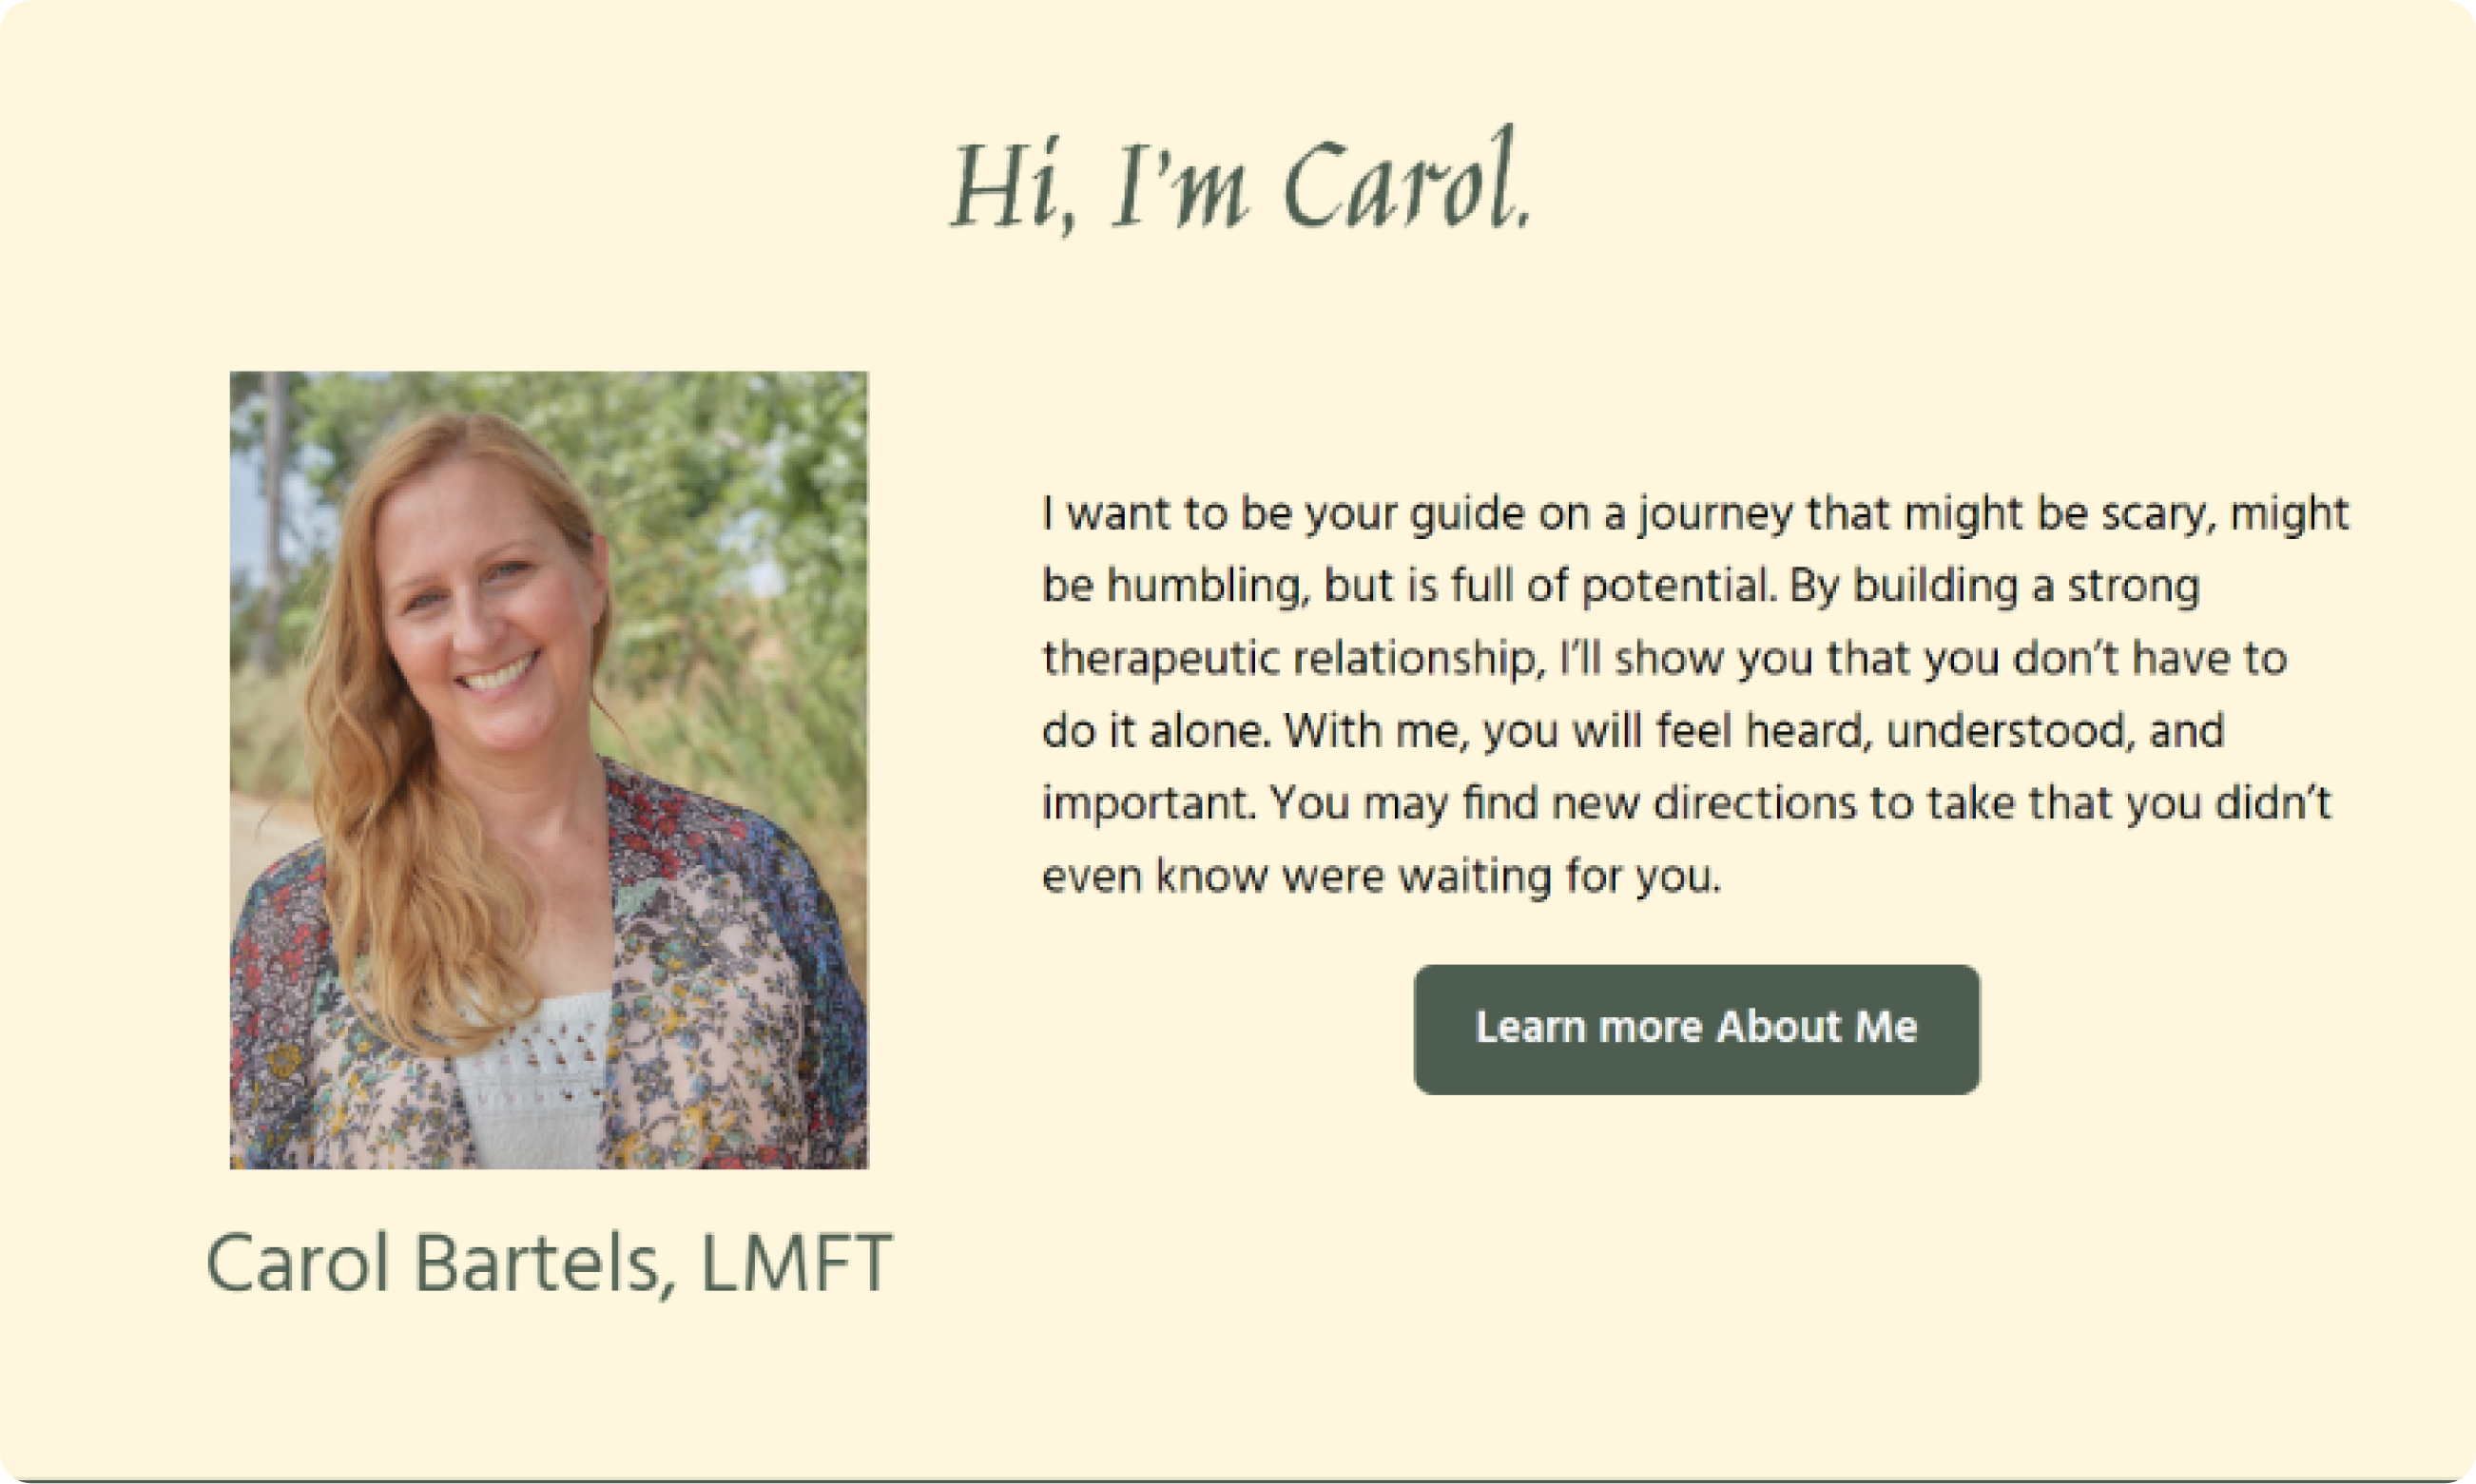 Hi, I’m Carol.
I want to be your guide on a journey that might be scary, might
be humbling, but is full of potential. By building a strong
therapeutic relationship, I’ll show you that you don’t have to
do it alone. With me, you will feel heard, understood, and
important. You may find new directions to take that you didn’t
even know were waiting for you.
Learn more About Me
Carol Bartels, LMFT